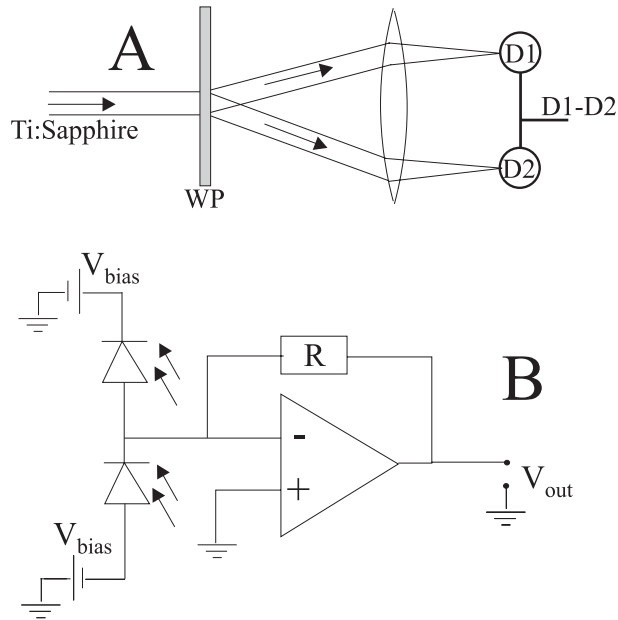 A
D1
D1-D2
Ti:Sapphire
D2
WP
V bias
R
B
-
+
V out
V bias